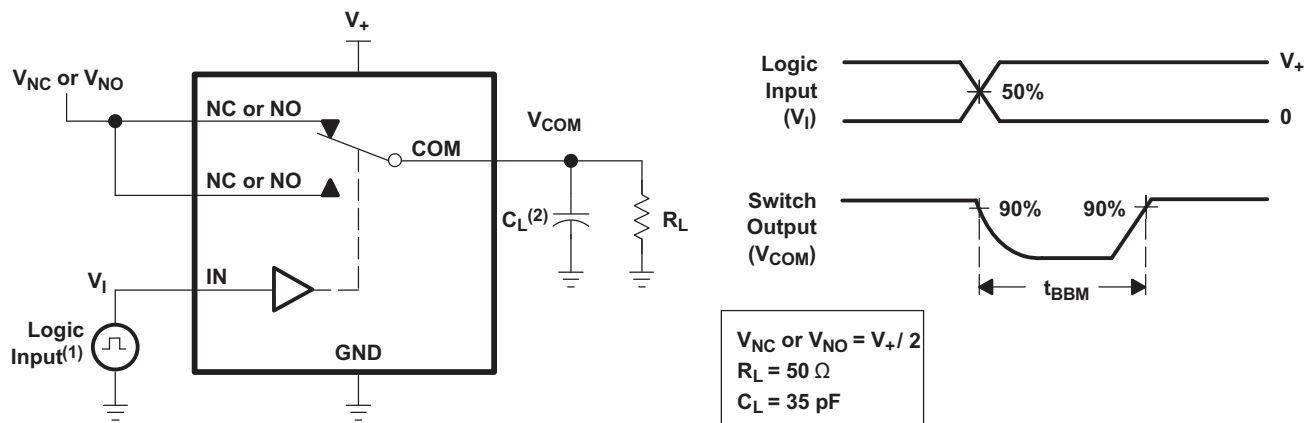 V+
VNC or VNO
NC or NO
VCOM
COM
NC or NO
CL(2)
RL
VI
IN
Logic
Input(1)
GND
Logic
Input
(VI)
50%
V+
0
Switch
Output
(VCOM)
90%
90%
tBBM
VNC or VNO = V+/ 2
RL = 50 Ω
CL = 35 pF